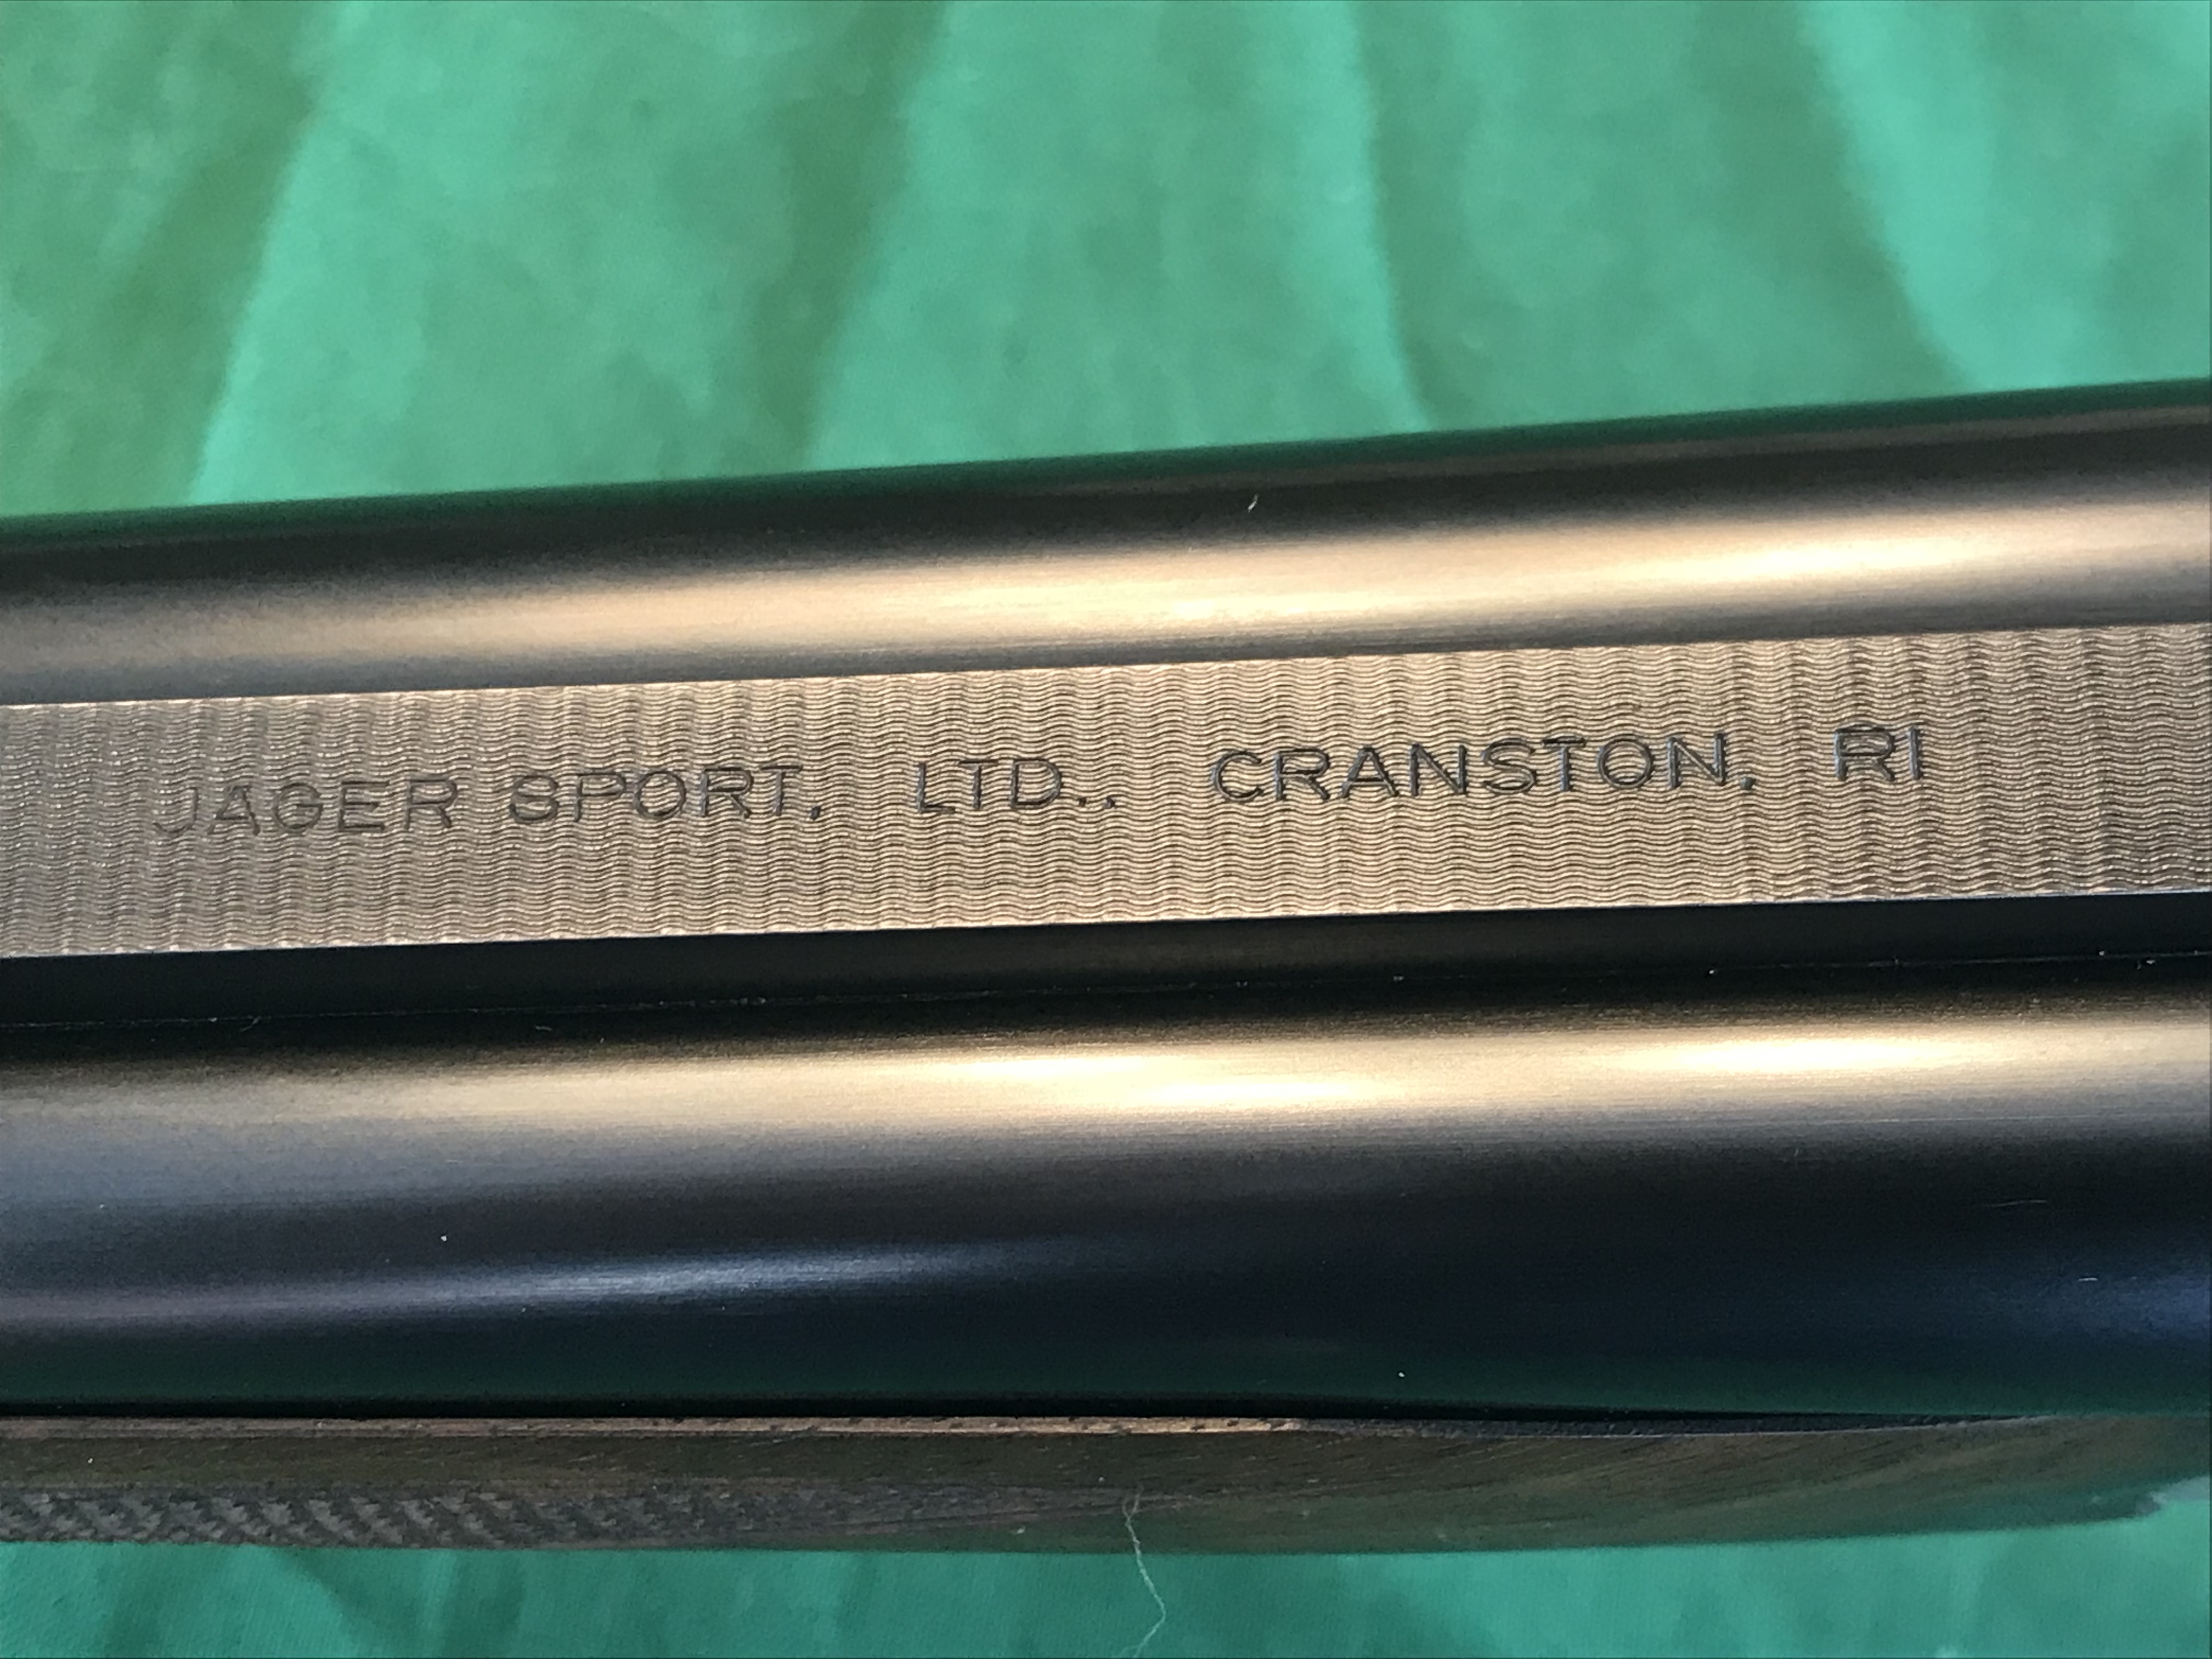 JAGER SPORT, LTD., CRANSTON, RI